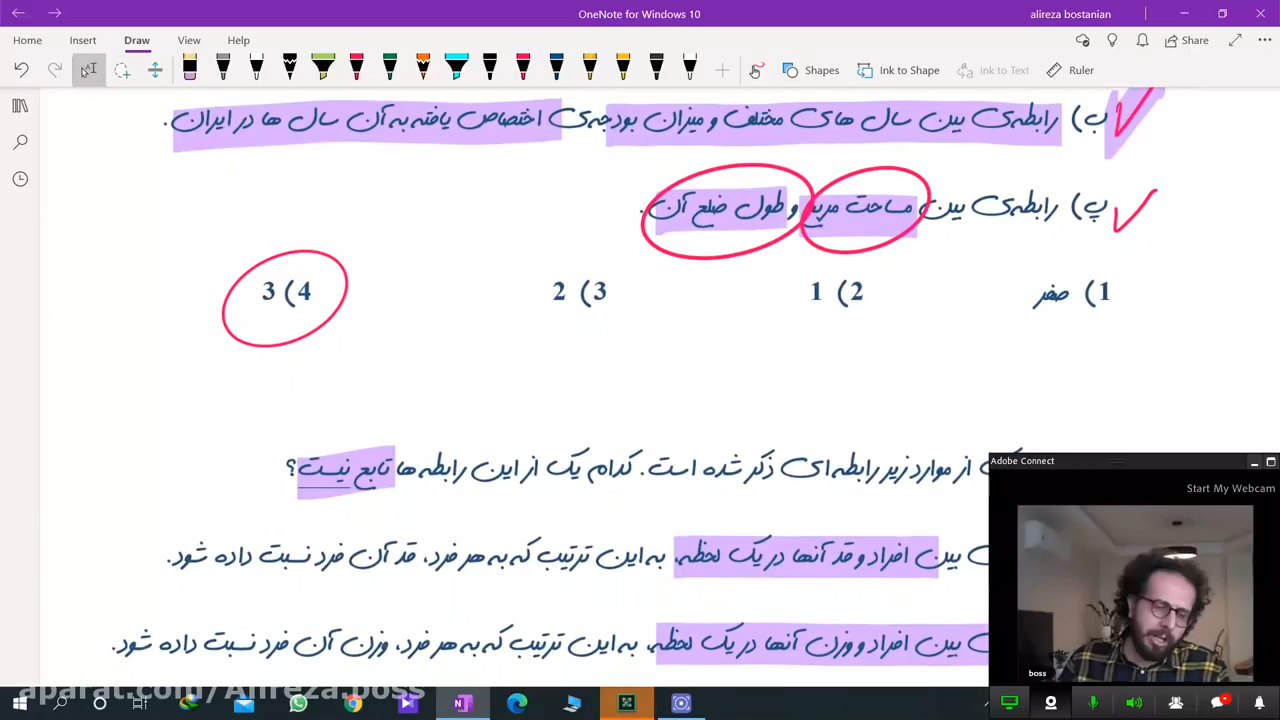 OneNote for Windows 10
alireza bostanian
Home Insert Draw View Help
Share
Shapes
Ink to Shape
Ink to Text
Ruler
ب) رابطه‌ی بین سال های مختلف و میزان بودجه‌ی اختصاص یافته به آن سال ها در ایران.
پ) رابطه‌ی بین مساحت مربع و طول ضلع آن.
1) صفر
2) 1
3) 2
4) 3
از موارد زیر رابطه‌ای ذکر شده است. کدام یک از این رابطه‌ها تابع نیست؟
بین افراد و قد آنها در یک لحظه، به این ترتیب که به هر فرد، قد آن فرد نسبت داده شود.
بین افراد و وزن آنها در یک لحظه، به این ترتیب که به هر فرد، وزن آن فرد نسبت داده شود.
Adobe Connect
Start My Webcam
boss
aparat.com/Alireza.boss